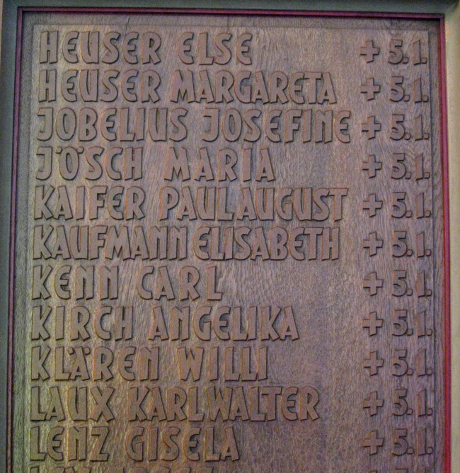 HEUSER ELSE + 5.1.
HEUSER MARGARETA + 5.1.
JOBELIUS JOSEFINE + 5.1.
JÖSCH MARIA + 5.1.
KAIFER PAULAUGUST + 5.1.
KAUFMANN ELISABETH + 5.1.
KENN CARL + 5.1.
KIRCH ANGELIKA + 5.1.
KLÄREN WILLI + 5.1.
LAUX KARLWALTER + 5.1.
LENZ GISELA + 5.1.